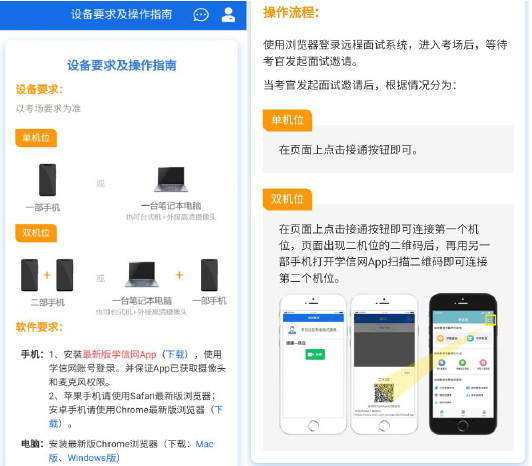 设备要求及操作指南
设备要求及操作指南
设备要求：
以考场要求为准
单机位
或
一部手机
一台笔记本电脑
也可台式机+外接高清摄像头
双机位
+
或
+
二部手机
一台笔记本电脑
一部手机
也可台式机+外接高清摄像头
软件要求：
手机：1、安装最新版学信网App（下载），使用
学信网账号登录。并保证App已获取摄像头
和麦克风权限。
2、苹果手机请使用Safari最新版浏览器；
安卓手机请使用Chrome最新版浏览器（下
载）。
电脑：安装最新版Chrome浏览器（下载：Mac
版、Windows版）
操作流程：
使用浏览器登录远程面试系统，进入考场后，等待
考官发起面试邀请。
当考官发起面试邀请后，根据情况分为：
单机位
在页面上点击接通按钮即可。
双机位
在页面上点击接通按钮即可连接第一个机
位，页面出现二机位的二维码后，再用另一
部手机打开学信网App扫描二维码即可连接
第二个机位。